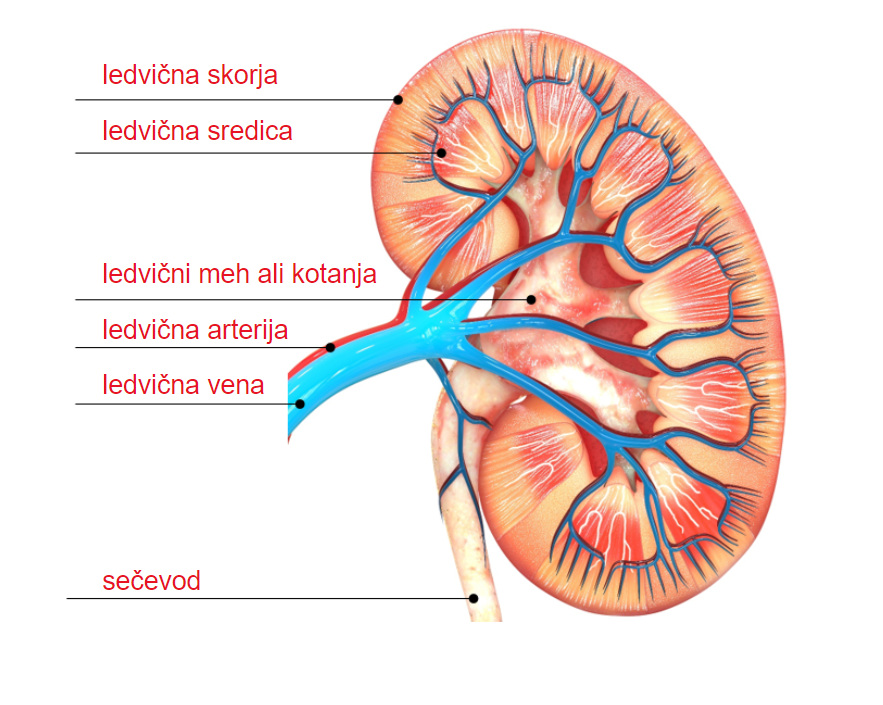 ledvična skorja
ledvična sredica
ledvični meh ali kotanja
ledvična arterija
ledvična vena
sečevod